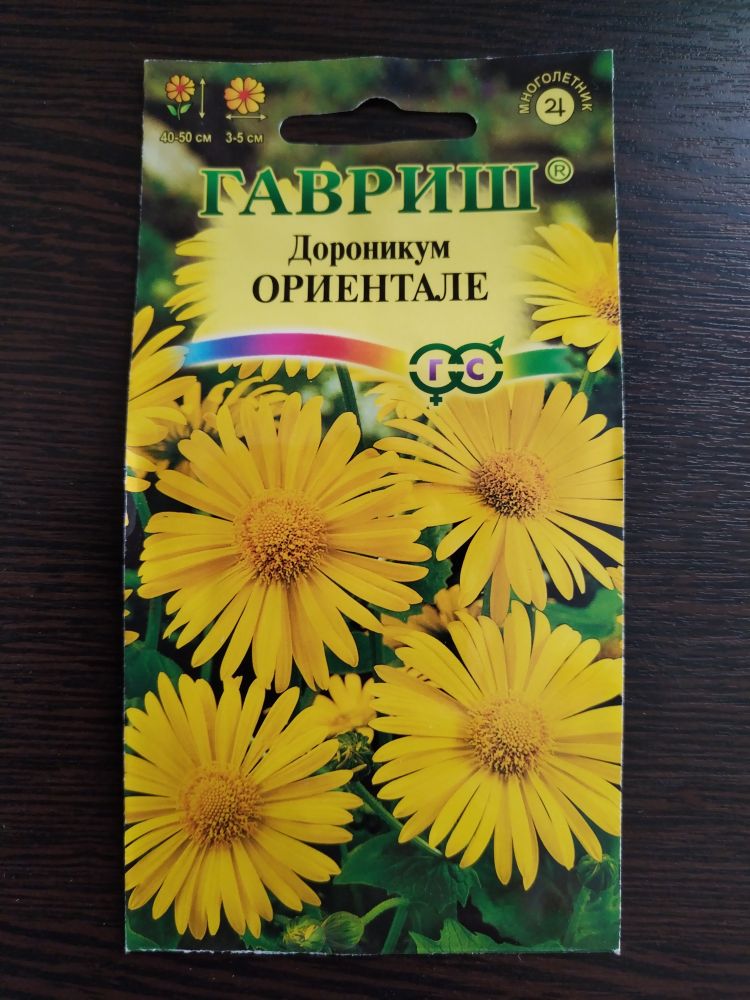 40-50 см
3-5 см
МНОГОЛЕТНИК
ГАВРИШ®
Дороникум
ОРИЕНТАЛЕ
Г С